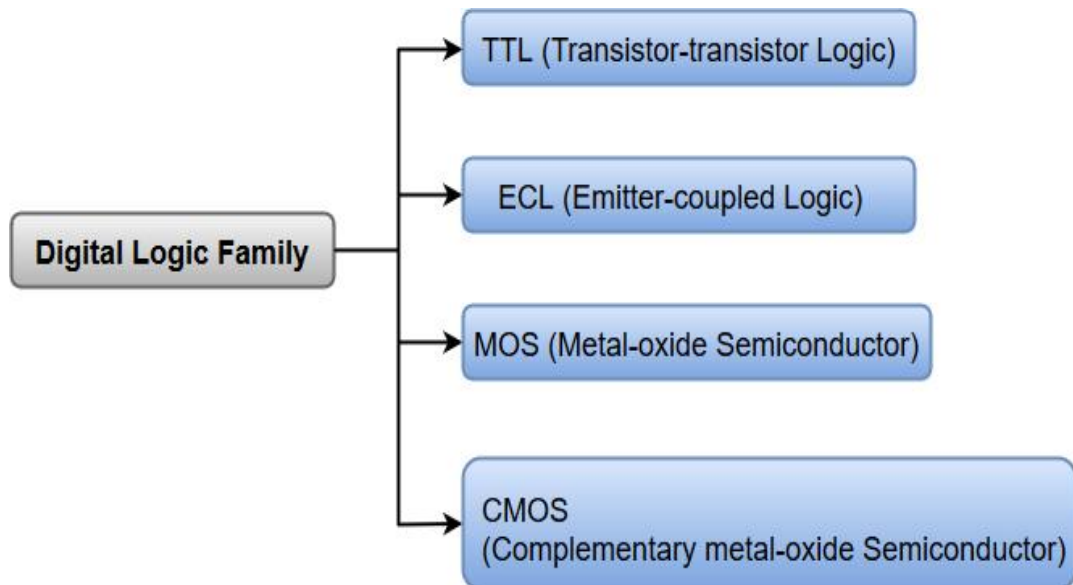 TTL (Transistor-transistor Logic)
ECL (Emitter-coupled Logic)
Digital Logic Family
MOS (Metal-oxide Semiconductor)
CMOS
(Complementary metal-oxide Semiconductor)